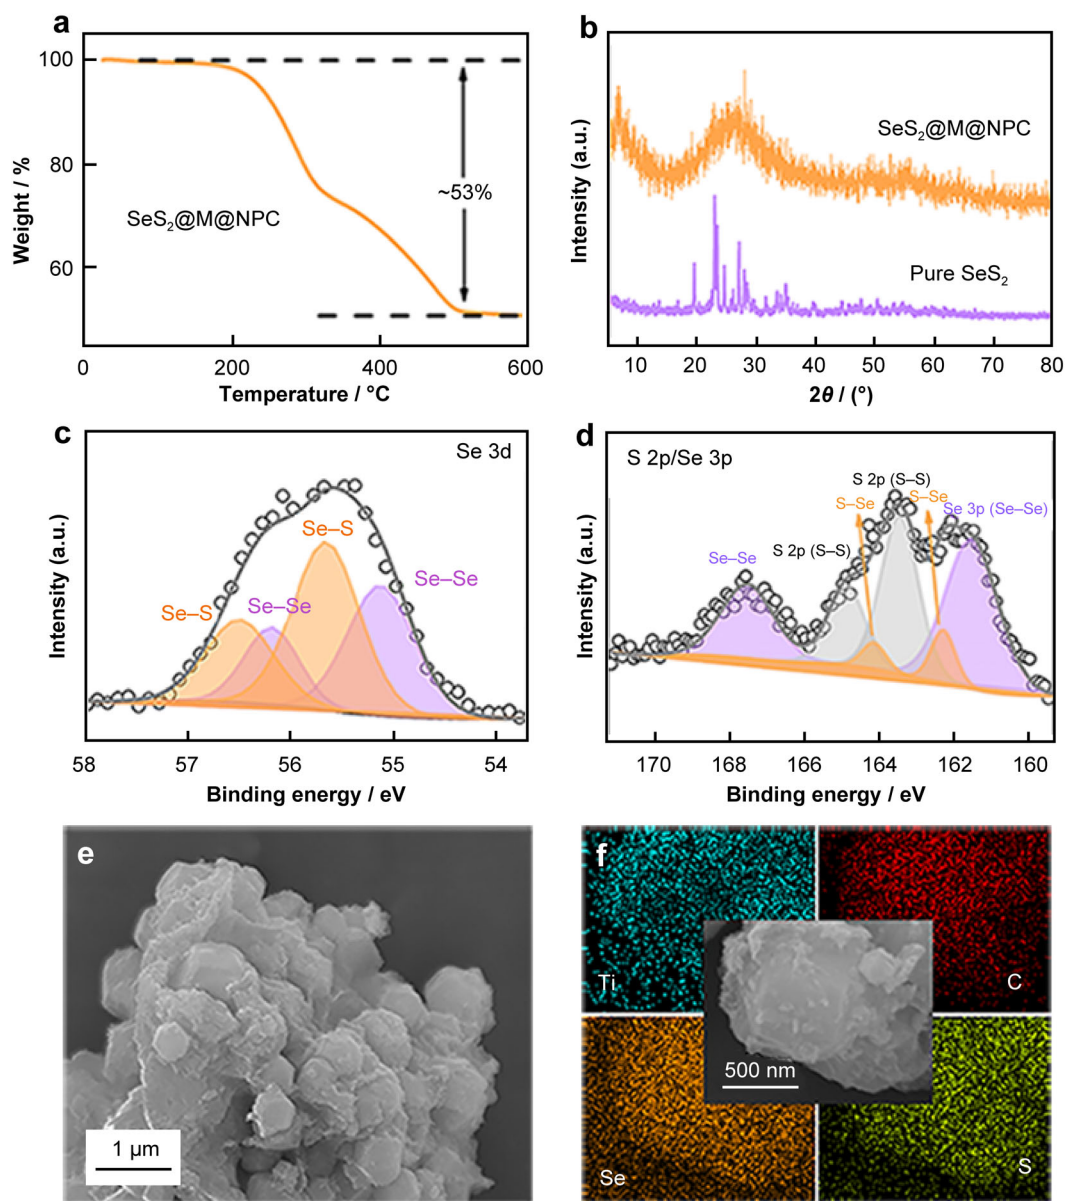 a
100
80
60
Weight / %
SeS₂@M@NPC
~53%
0
200
400
600
Temperature / °C
b
Intensity (a.u.)
SeS₂@M@NPC
Pure SeS₂
10
20
30
40
50
60
70
80
2θ / (°)
c
Se 3d
Intensity (a.u.)
Se–S
Se–Se
Se–S
Se–Se
58
57
56
55
54
Binding energy / eV
d
S 2p/Se 3p
Intensity (a.u.)
S 2p (S–S)
S–Se
S–Se
Se 3p (Se–Se)
S 2p (S–S)
Se–Se
170
168
166
164
162
160
Binding energy / eV
e
1 μm
f
Ti
C
500 nm
Se
S